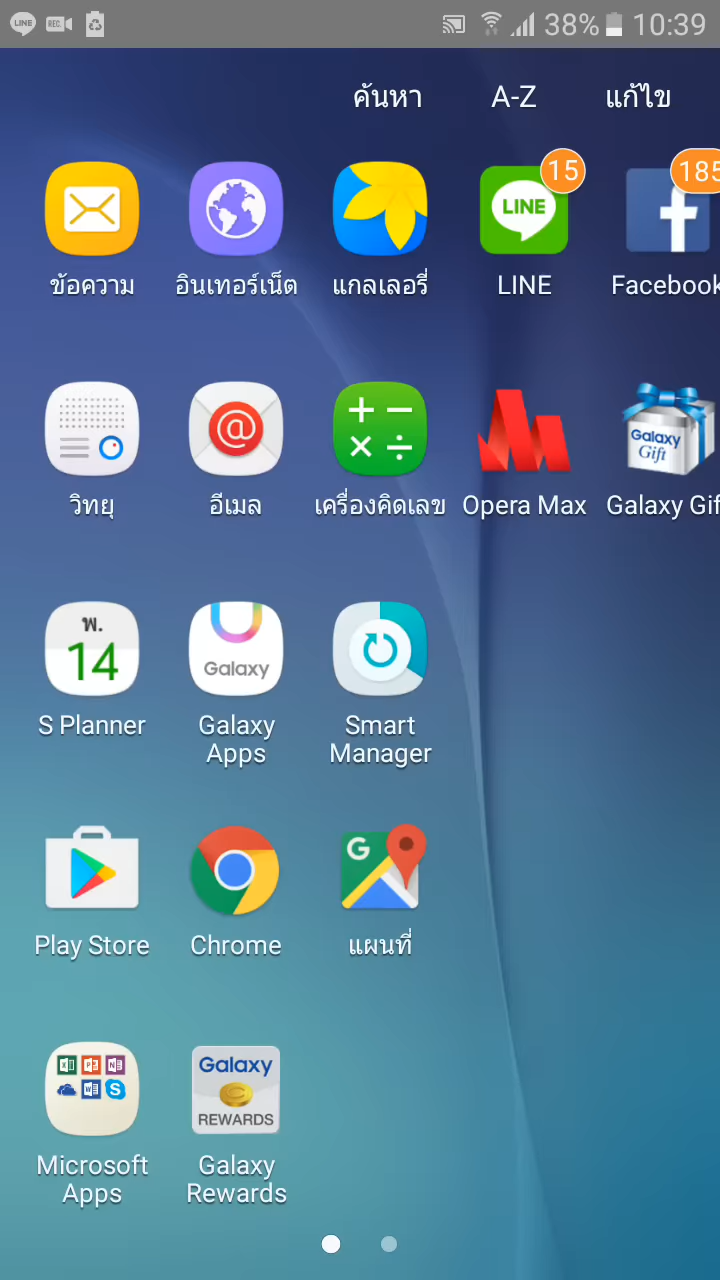 LINE REC 38% 10:39
ค้นหา A-Z แก้ไข
15 185
LINE
ข้อความ อินเทอร์เน็ต แกลเลอรี่ LINE Facebook
@ + − × ÷ Galaxy
Gift
วิทยุ อีเมล เครื่องคิดเลข Opera Max Galaxy Gif
พ.
14 Galaxy
S Planner Galaxy Smart
Apps Manager
G
Play Store Chrome แผนที่
Galaxy
REWARDS
Microsoft Galaxy
Apps Rewards